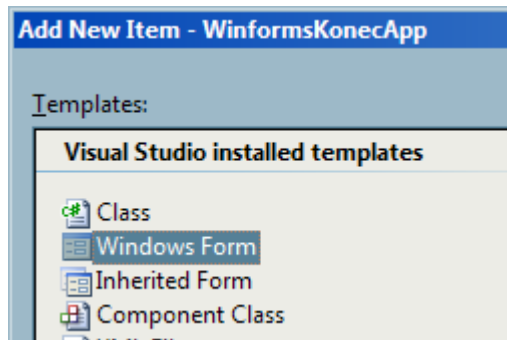 Add New Item - WinformsKonecApp
Templates:
Visual Studio installed templates
Class
Windows Form
Inherited Form
Component Class